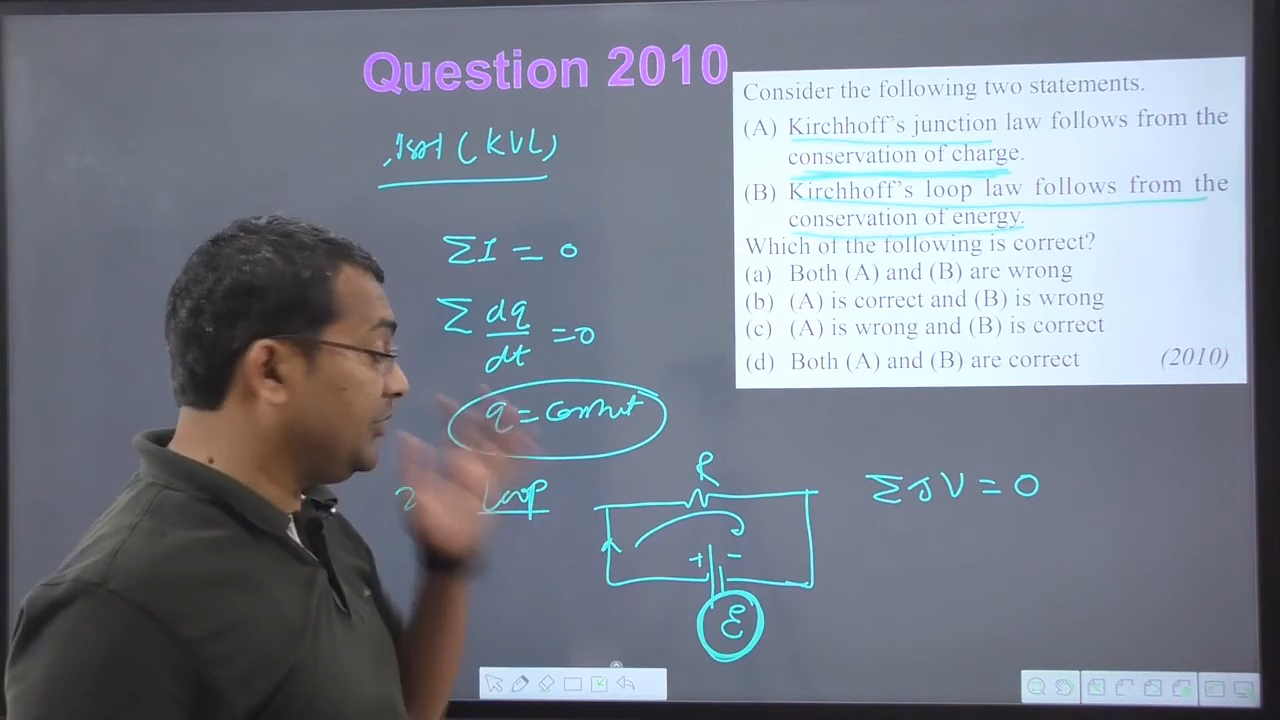 Question 2010
(KVL)
ΣI = 0
Σ dq/dt = 0
q =
Loop
R
+ −
ε
ΣΔV = 0
Consider the following two statements.
(A) Kirchhoff's junction law follows from the
conservation of charge.
(B) Kirchhoff's loop law follows from the
conservation of energy.
Which of the following is correct?
(a) Both (A) and (B) are wrong
(b) (A) is correct and (B) is wrong
(c) (A) is wrong and (B) is correct
(d) Both (A) and (B) are correct (2010)